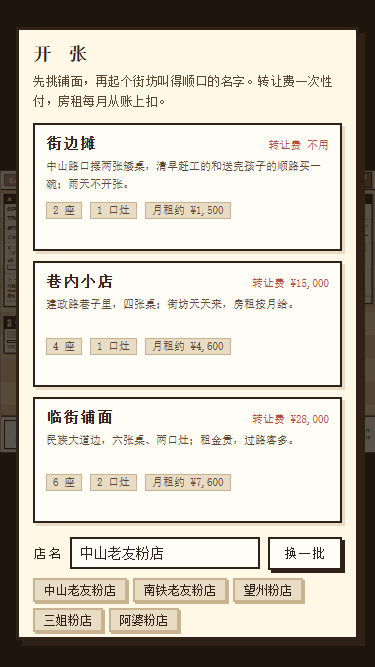 开 张
先挑铺面，再起个街坊叫得顺口的名字。转让费一次性
付，房租每月从账上扣。
街边摊 转让费 不用
中山路口摆两张矮桌，清早赶工的和送完孩子的顺路买一
碗；雨天不开张。
2 座 1 口灶 月租约 ¥1,500
巷内小店 转让费 ¥15,000
建政路巷子里，四张桌；街坊天天来，房租按月给。
4 座 1 口灶 月租约 ¥4,600
临街铺面 转让费 ¥28,000
民族大道边，六张桌、两口灶；租金贵，过路客多。
6 座 2 口灶 月租约 ¥7,600
店名 中山老友粉店 换一批
中山老友粉店 南铁老友粉店 望州粉店
三姐粉店 阿婆粉店